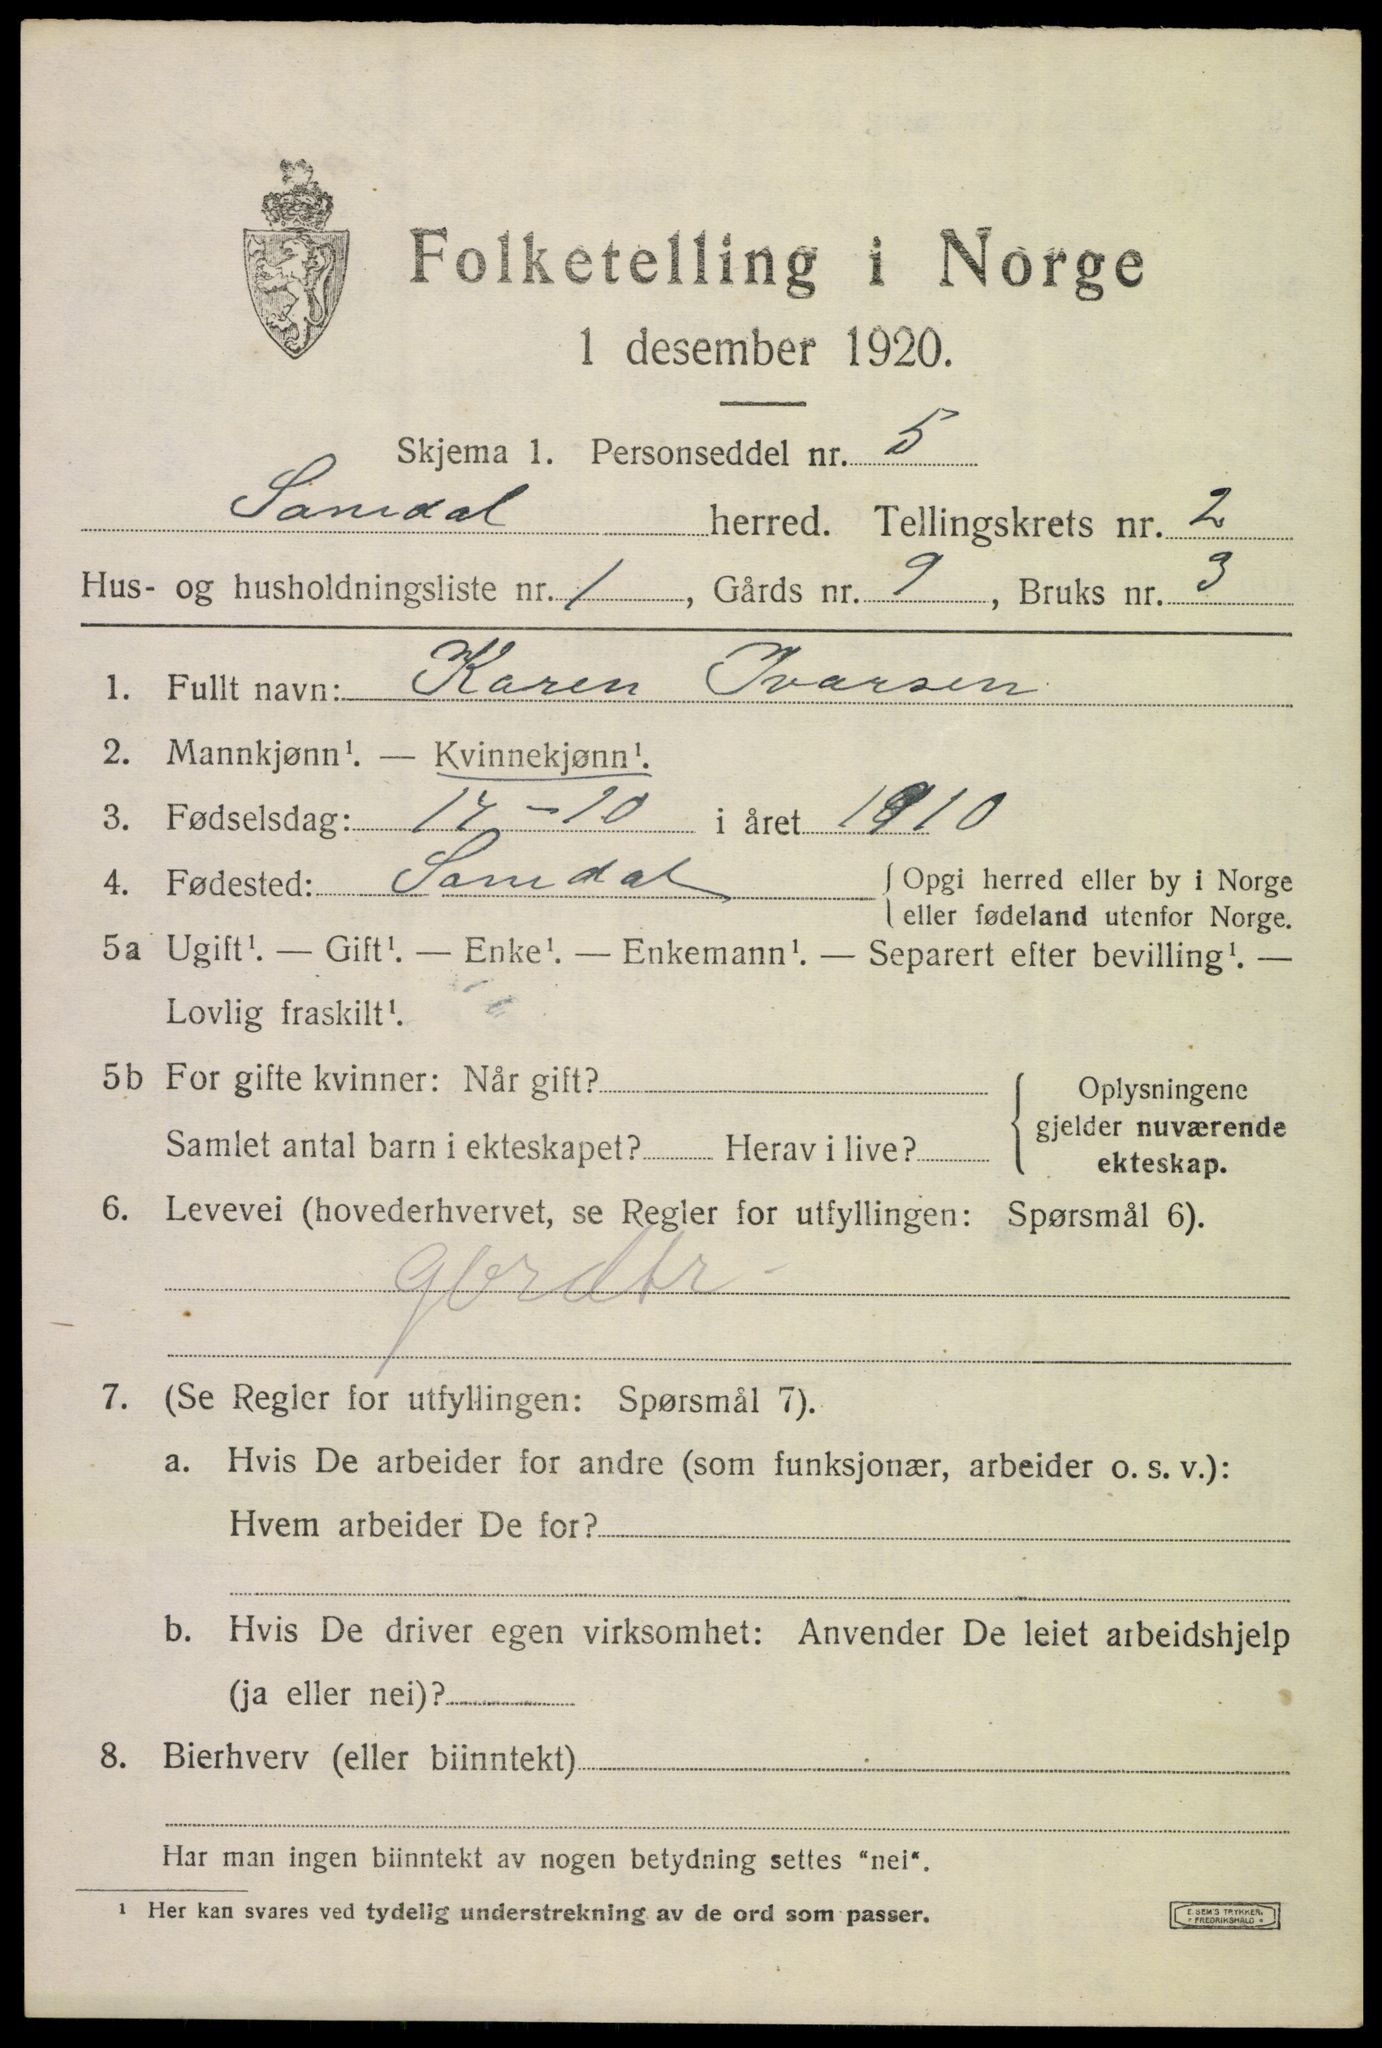 Folketelling i Norge
1 desember 1920.
Skjema 1. Personseddel nr. 5
Samdal herred. Tellingskrets nr. 2
Hus- og husholdningsliste nr. 1, Gårds nr. 9, Bruks nr. 3
1. Fullt navn: Karen Ivarsen
2. Mannkjønn¹. — Kvinnekjønn¹.
3. Fødselsdag: 14-10 i året 1910
4. Fødested: Samdal { Opgi herred eller by i Norge
eller fødeland utenfor Norge.
5a Ugift¹. — Gift¹. — Enke¹. — Enkemann¹. — Separert efter bevilling¹. —
Lovlig fraskilt¹.
5b For gifte kvinner: Når gift?
Samlet antal barn i ekteskapet? Herav i live?
{ Oplysningene
gjelder nuværende
ekteskap.
6. Levevei (hovederhvervet, se Regler for utfyllingen: Spørsmål 6).
7. (Se Regler for utfyllingen: Spørsmål 7).
a. Hvis De arbeider for andre (som funksjonær, arbeider o. s. v.):
Hvem arbeider De for?
b. Hvis De driver egen virksomhet: Anvender De leiet arbeidshjelp
(ja eller nei)?
8. Bierhverv (eller biinntekt)
Har man ingen biinntekt av nogen betydning settes "nei".
¹ Her kan svares ved tydelig understrekning av de ord som passer.
E. SEM'S TRYKKERI
FREDRIKSHALD